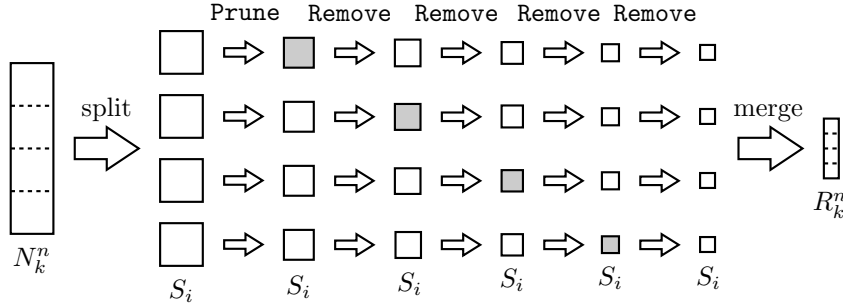 Prune Remove Remove Remove Remove
split
merge
N_k^n
R_k^n
S_i S_i S_i S_i S_i S_i